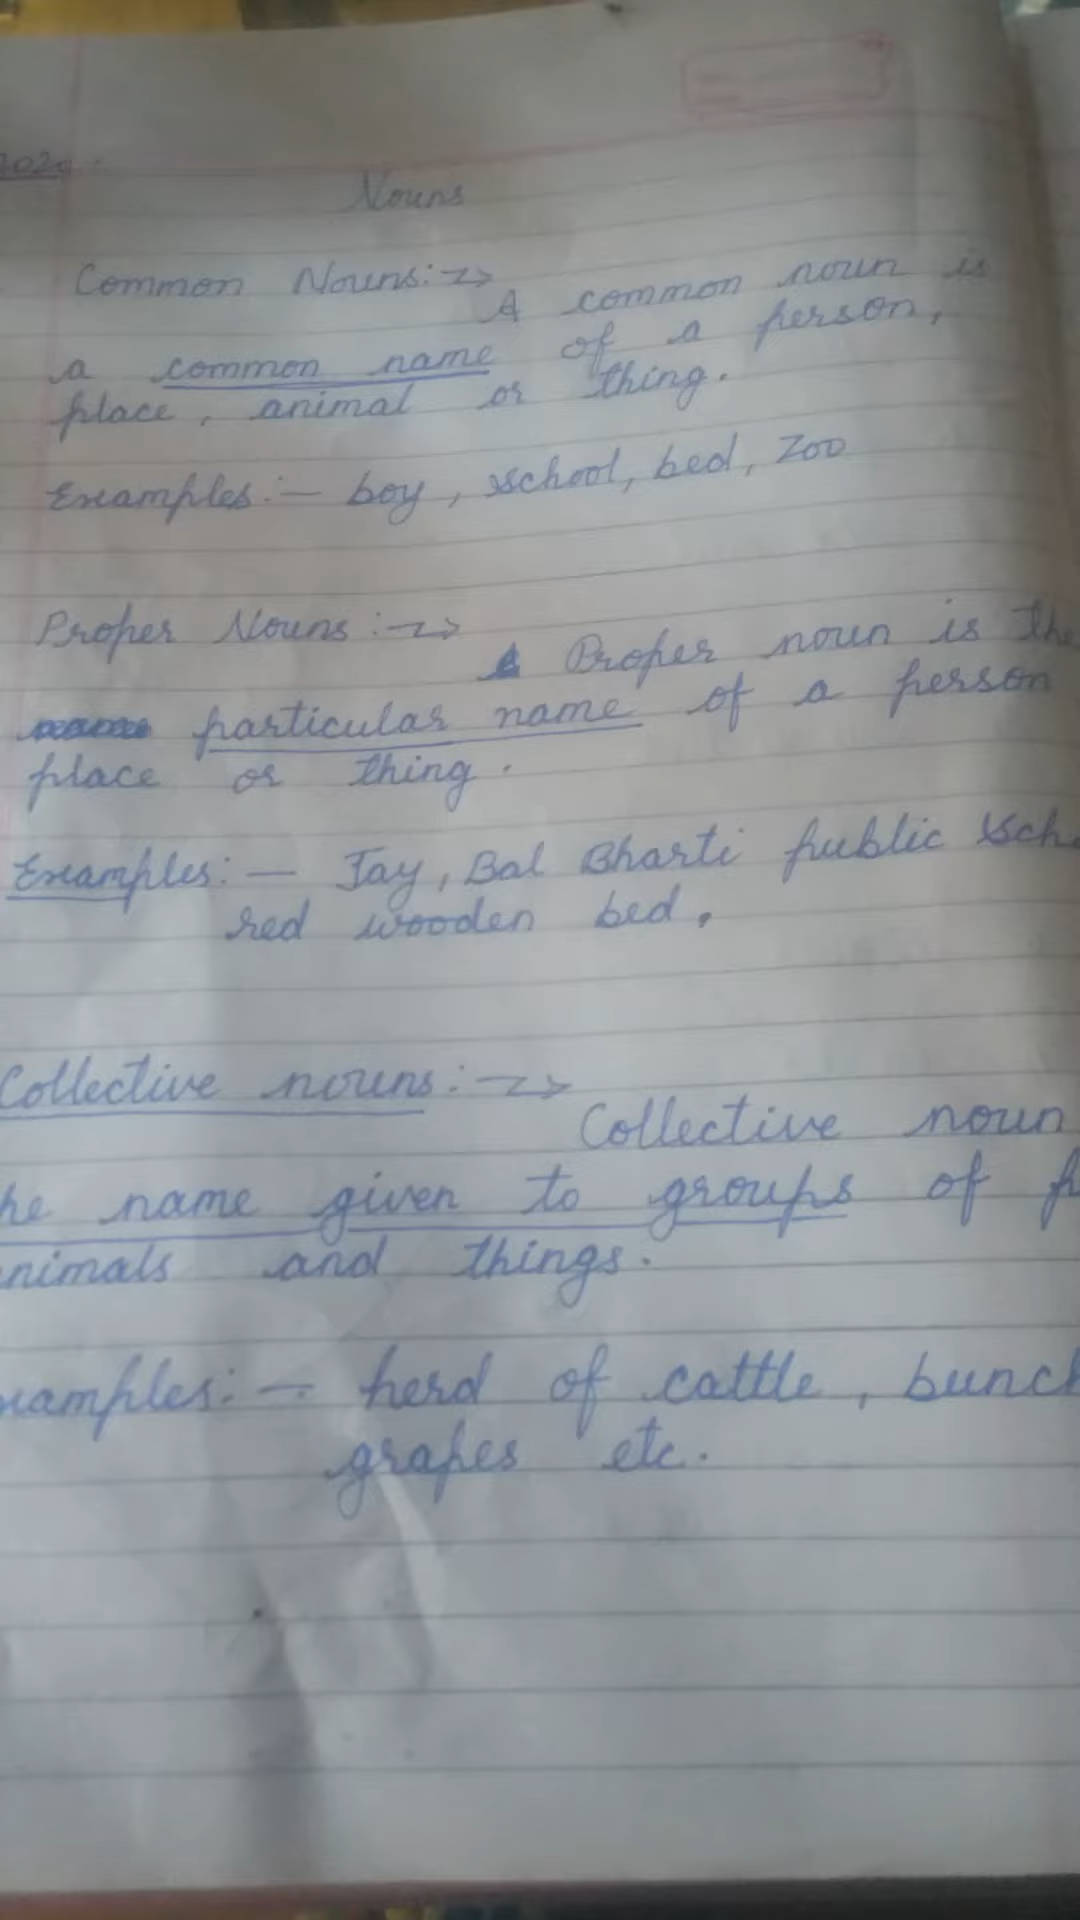 Nouns
Common Nouns:->
A common noun is
a common name of a person,
place, animal or thing.
Examples:- boy, school, bed, Zoo
Proper Nouns:->
A Proper noun is the
particular name of a person
place or thing.
Examples:- Jay, Bal Bharti public Sch
red wooden bed,
Collective nouns:->
Collective noun
he name given to groups of p
nimals and things.
xamples:- herd of cattle, bunch
grapes etc.